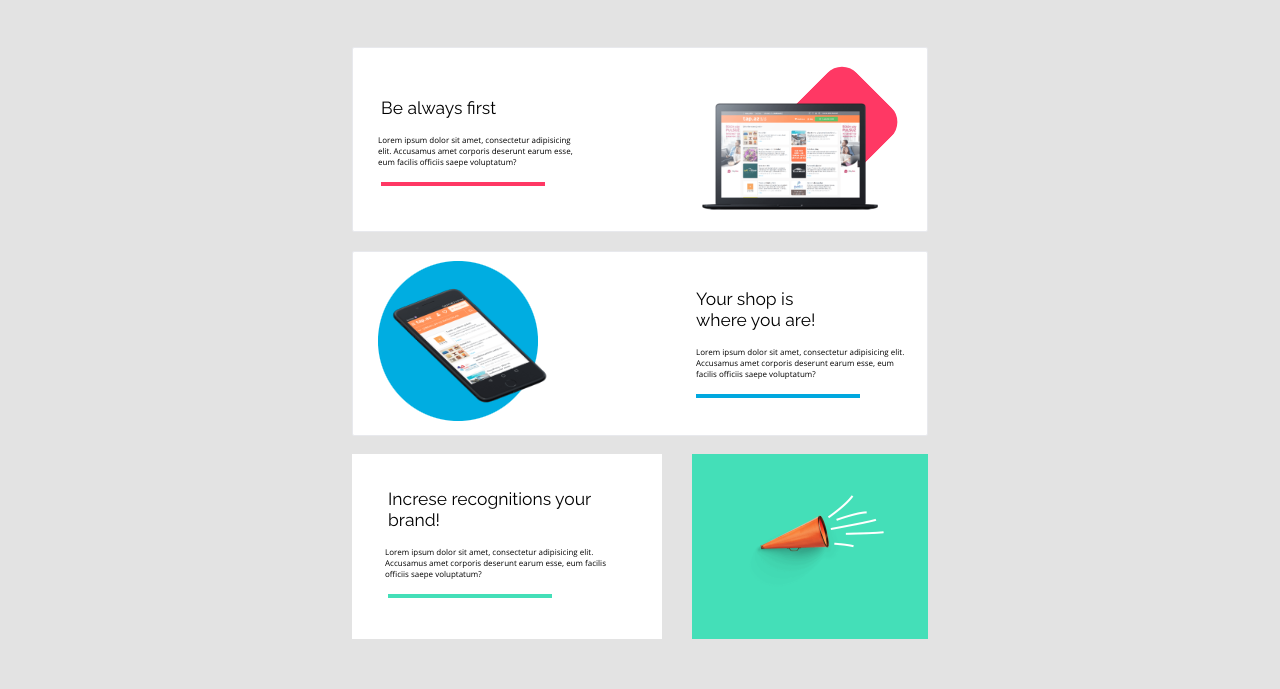 Be always first
Lorem ipsum dolor sit amet, consectetur adipisicing
elit. Accusamus amet corporis deserunt earum esse,
eum facilis officiis saepe voluptatum?
Your shop is
where you are!
Lorem ipsum dolor sit amet, consectetur adipisicing elit.
Accusamus amet corporis deserunt earum esse, eum
facilis officiis saepe voluptatum?
Increse recognitions your
brand!
Lorem ipsum dolor sit amet, consectetur adipisicing elit.
Accusamus amet corporis deserunt earum esse, eum facilis
officiis saepe voluptatum?